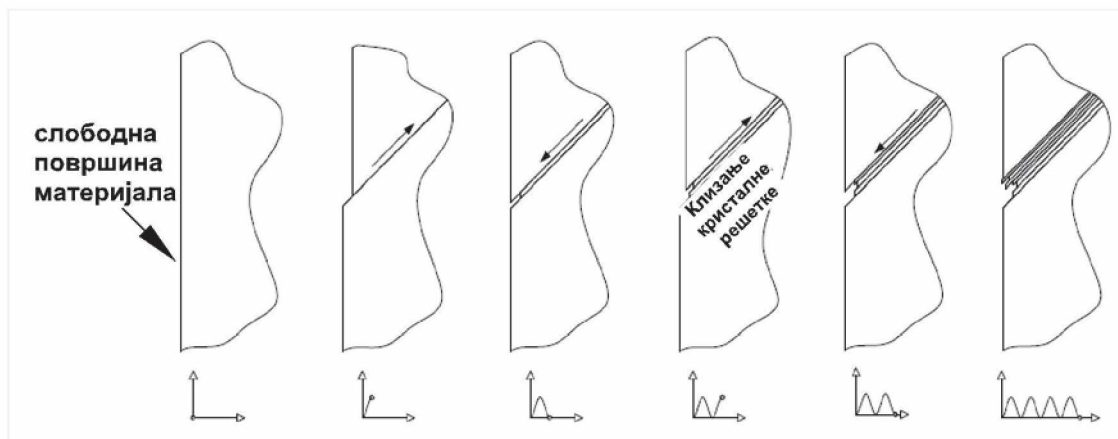 слободна
површина
материјала
Клизање
кристалне
решетке